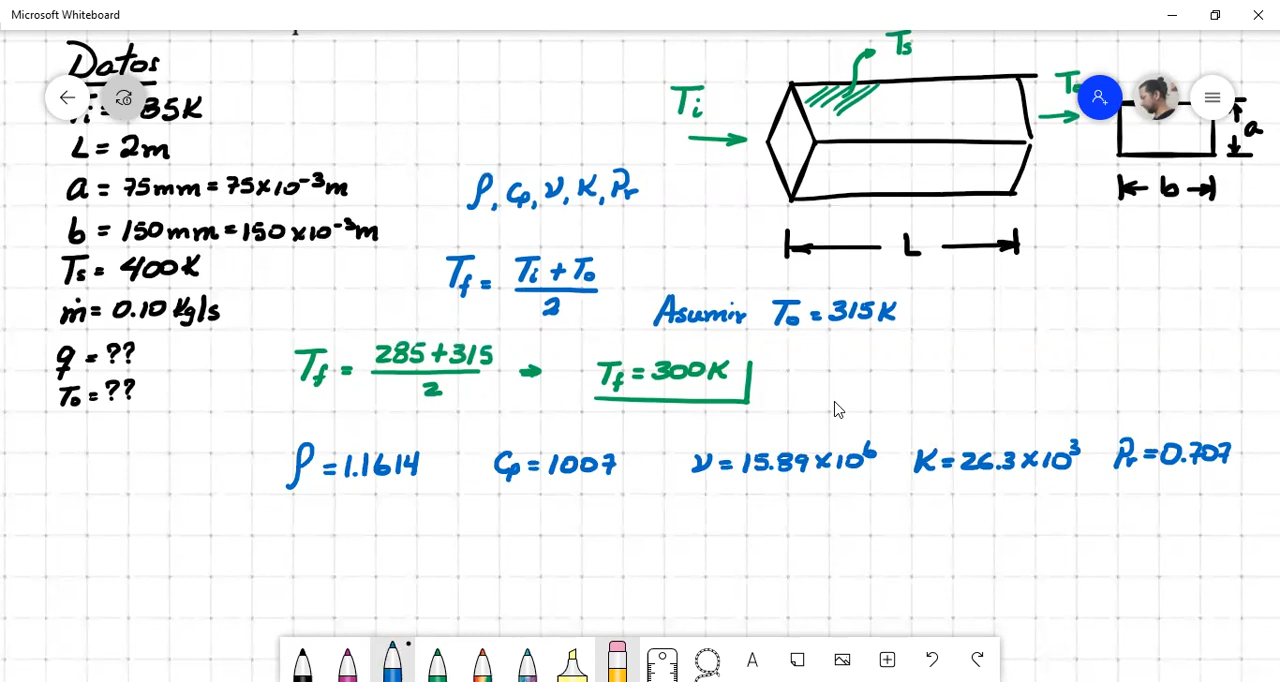 Microsoft Whiteboard
Datos
85K
L = 2m
a = 75mm = 75x10⁻³m
b = 150mm = 150x10⁻³m
Ts = 400K
ṁ = 0.10 Kg/s
q = ??
To = ??
ρ, Cp, ν, K, Pr
Tf = (Ti + To)/2
Asumir To = 315K
Tf = (285+315)/2 → Tf = 300K
ρ = 1.1614 Cp = 1007 ν = 15.89x10⁶ K = 26.3x10³ Pr = 0.707
Ts
Ti
L
a
b
A